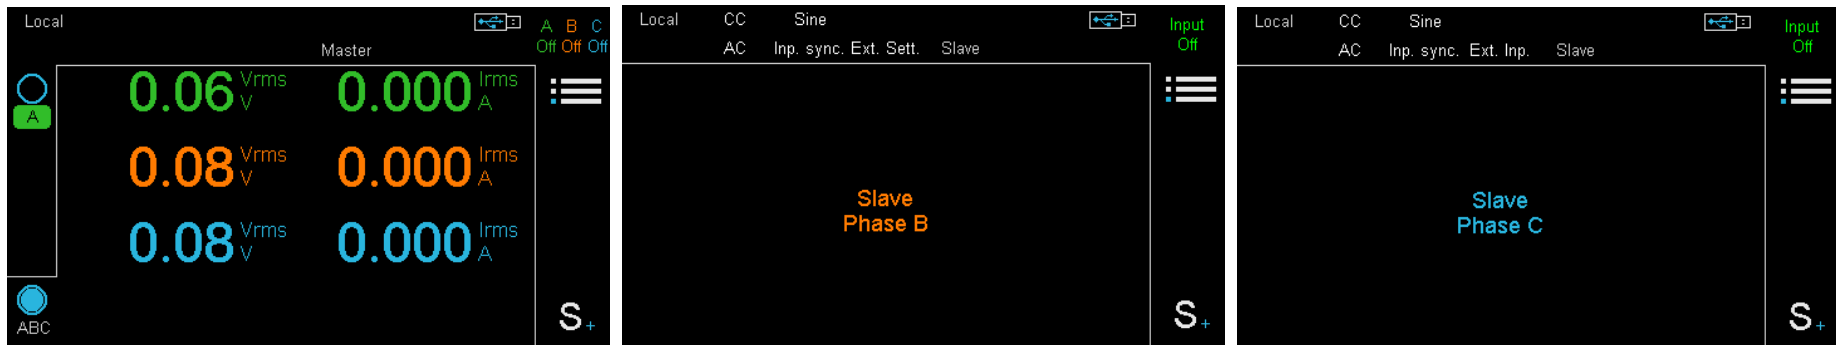 Local
A B C
Off Off Off
Master
0.06 Vrms V 0.000 Irms A
A
0.08 Vrms V 0.000 Irms A
0.08 Vrms V 0.000 Irms A
ABC
S+
Local CC Sine
Input
Off
AC Inp. sync. Ext. Sett. Slave
Slave
Phase B
S+
Local CC Sine
Input
Off
AC Inp. sync. Ext. Inp. Slave
Slave
Phase C
S+